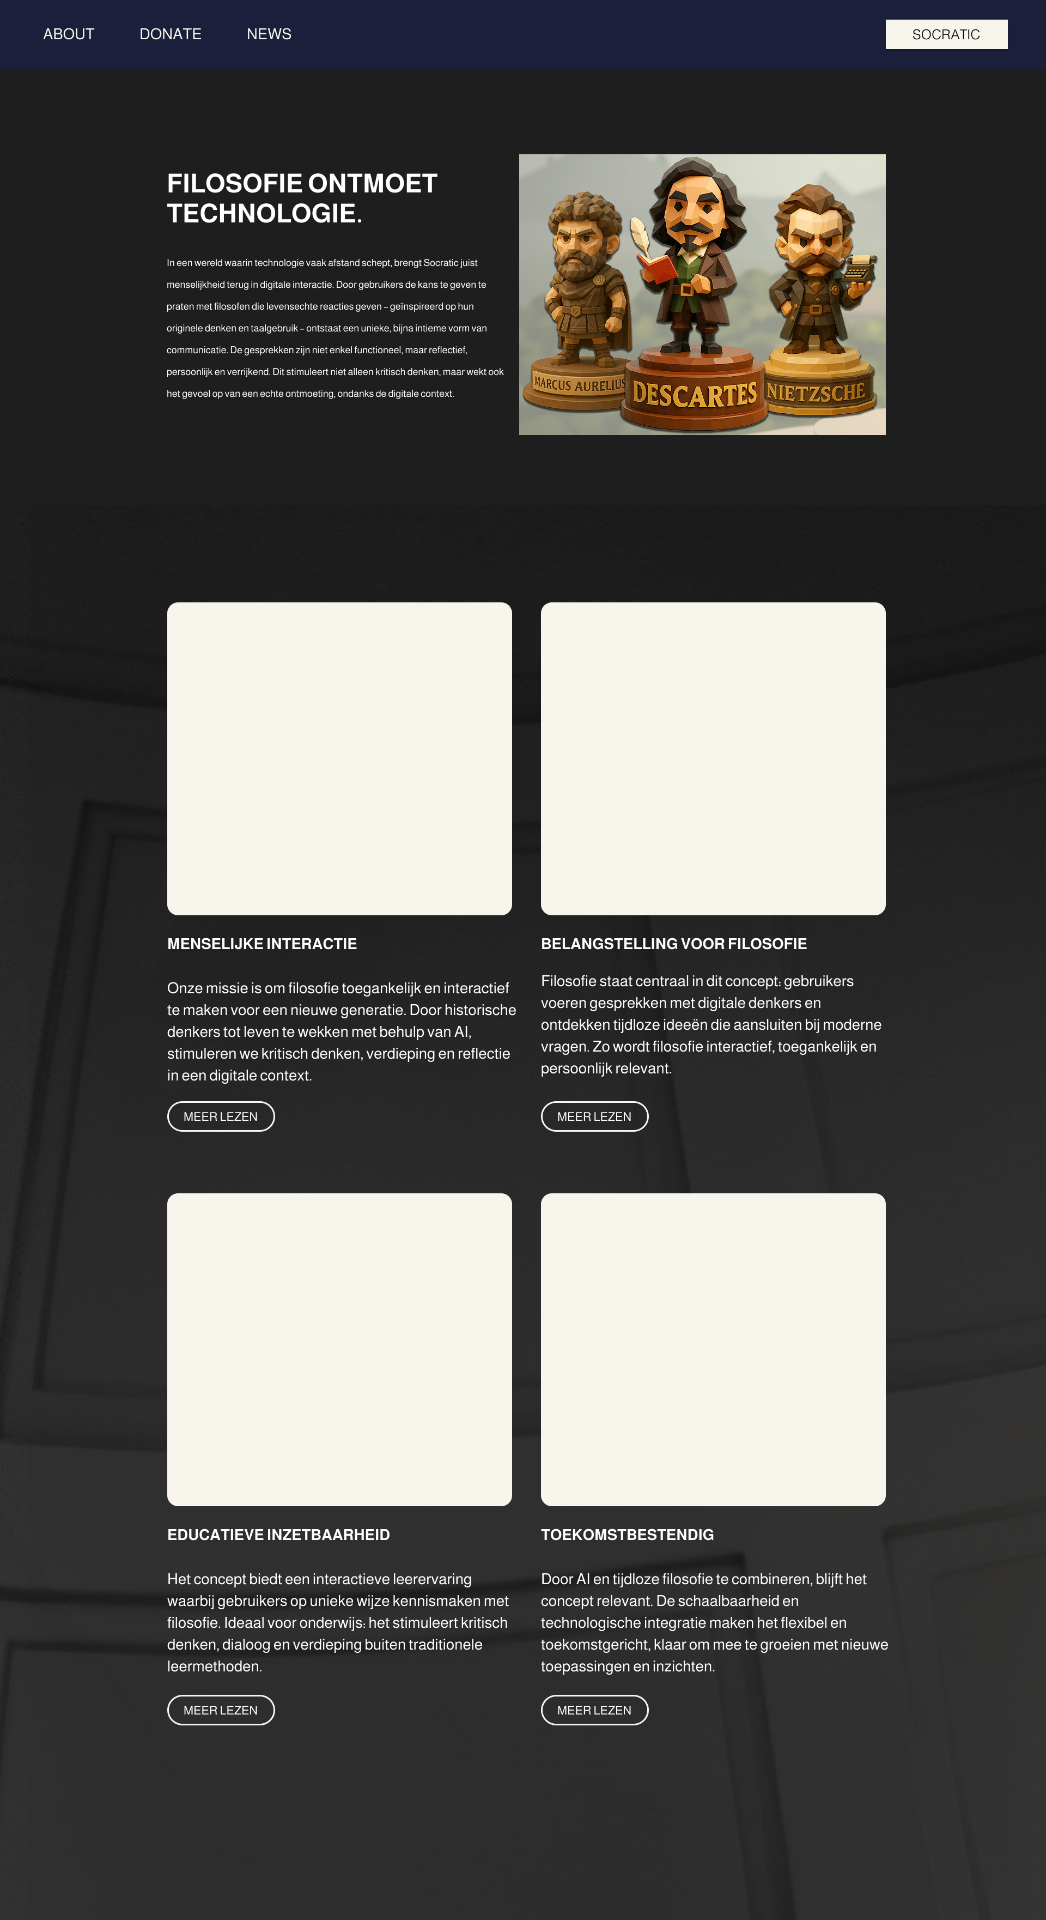 ABOUT DONATE NEWS SOCRATIC
FILOSOFIE ONTMOET
TECHNOLOGIE.
In een wereld waarin technologie vaak afstand schept, brengt Socratic juist
menselijkheid terug in digitale interactie. Door gebruikers de kans te geven te
praten met filosofen die levensechte reacties geven – geïnspireerd op hun
originele denken en taalgebruik – ontstaat een unieke, bijna intieme vorm van
communicatie. De gesprekken zijn niet enkel functioneel, maar reflectief,
persoonlijk en verrijkend. Dit stimuleert niet alleen kritisch denken, maar wekt ook
het gevoel op van een echte ontmoeting, ondanks de digitale context.
MARCUS AURELIUS
DESCARTES
NIETZSCHE
MENSELIJKE INTERACTIE
Onze missie is om filosofie toegankelijk en interactief
te maken voor een nieuwe generatie. Door historische
denkers tot leven te wekken met behulp van AI,
stimuleren we kritisch denken, verdieping en reflectie
in een digitale context.
MEER LEZEN
BELANGSTELLING VOOR FILOSOFIE
Filosofie staat centraal in dit concept: gebruikers
voeren gesprekken met digitale denkers en
ontdekken tijdloze ideeën die aansluiten bij moderne
vragen. Zo wordt filosofie interactief, toegankelijk en
persoonlijk relevant.
MEER LEZEN
EDUCATIEVE INZETBAARHEID
Het concept biedt een interactieve leerervaring
waarbij gebruikers op unieke wijze kennismaken met
filosofie. Ideaal voor onderwijs: het stimuleert kritisch
denken, dialoog en verdieping buiten traditionele
leermethoden.
MEER LEZEN
TOEKOMSTBESTENDIG
Door AI en tijdloze filosofie te combineren, blijft het
concept relevant. De schaalbaarheid en
technologische integratie maken het flexibel en
toekomstgericht, klaar om mee te groeien met nieuwe
toepassingen en inzichten.
MEER LEZEN